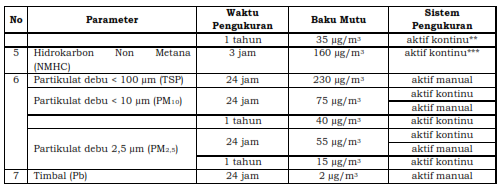 No Parameter Waktu Pengukuran Baku Mutu Sistem Pengukuran
1 tahun 35 µg/m³ aktif kontinu**
5 Hidrokarbon Non Metana (NMHC) 3 jam 160 µg/m³ aktif kontinu***
6 Partikulat debu < 100 µm (TSP) 24 jam 230 µg/m³ aktif manual
Partikulat debu < 10 µm (PM₁₀) 24 jam 75 µg/m³ aktif kontinu
aktif manual
1 tahun 40 µg/m³ aktif kontinu
Partikulat debu 2,5 µm (PM₂,₅) 24 jam 55 µg/m³ aktif kontinu
aktif manual
1 tahun 15 µg/m³ aktif kontinu
7 Timbal (Pb) 24 jam 2 µg/m³ aktif manual